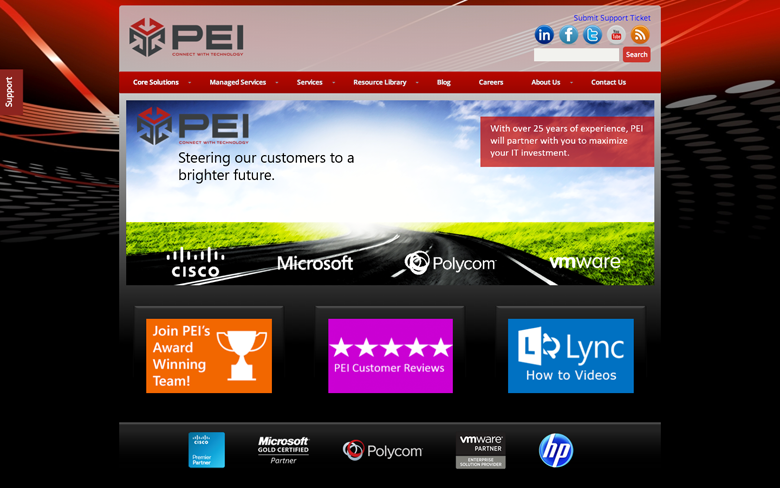 Submit Support Ticket
PEI
CONNECT WITH TECHNOLOGY
in f t You Tube
Search
Support
Core Solutions Managed Services Services Resource Library Blog Careers About Us Contact Us
PEI
CONNECT WITH TECHNOLOGY
Steering our customers to a
brighter future.
With over 25 years of experience, PEI
will partner with you to maximize
your IT investment.
CISCO Microsoft Polycom vmware
Join PEI's
Award
Winning
Team!
PEI Customer Reviews
Lync
How to Videos
CISCO
Premier
Partner
Microsoft
GOLD CERTIFIED
Partner
Polycom
vmware
PARTNER
ENTERPRISE
SOLUTION PROVIDER
hp